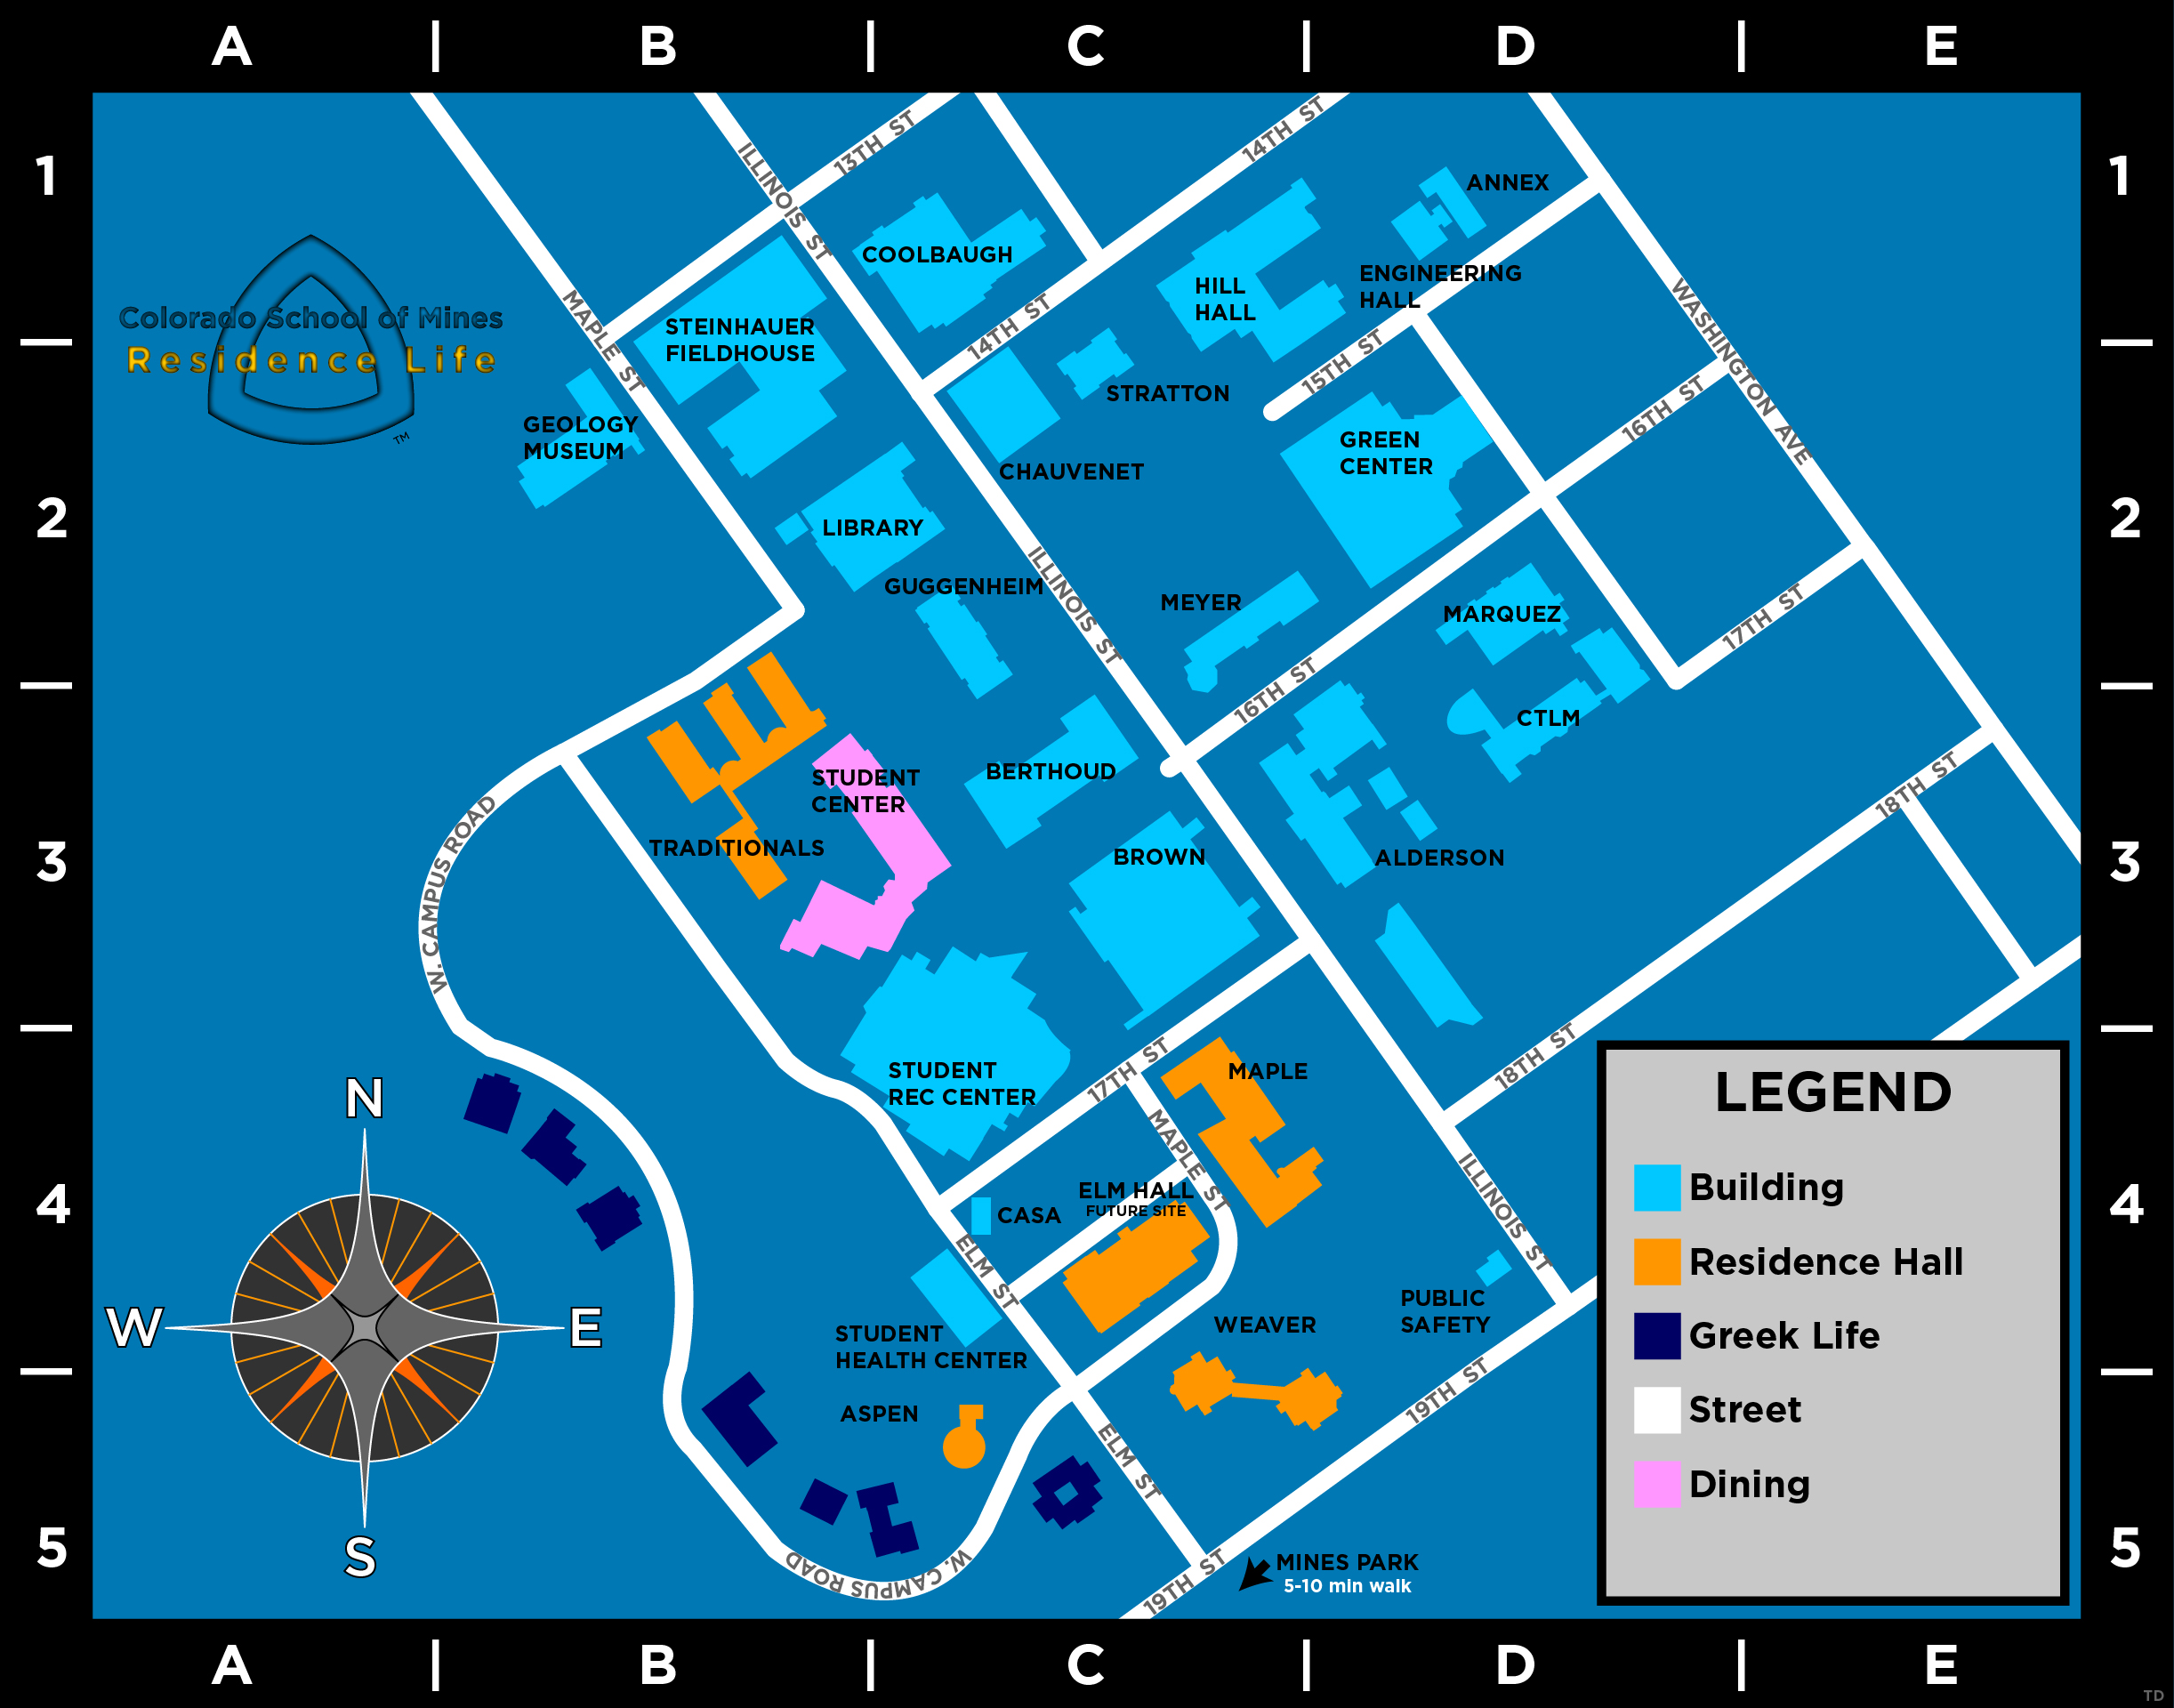 A
B
C
D
E
1
1
13TH ST
14TH ST
ILLINOIS ST
ANNEX
COOLBAUGH
ENGINEERING
HALL
HILL
HALL
WASHINGTON AVE
MAPLE ST
14TH ST
STEINHAUER
FIELDHOUSE
Colorado School of Mines
Residence Life
TM
15TH ST
STRATTON
16TH ST
GEOLOGY
MUSEUM
GREEN
CENTER
CHAUVENET
2
2
LIBRARY
GUGGENHEIM
ILLINOIS ST
MEYER
MARQUEZ
17TH ST
16TH ST
CTLM
STUDENT
CENTER
BERTHOUD
18TH ST
TRADITIONALS
BROWN
ALDERSON
3
3
W. CAMPUS ROAD
STUDENT
REC CENTER
17TH ST
MAPLE
18TH ST
LEGEND
Building
Residence Hall
Greek Life
Street
Dining
N
W
E
S
MAPLE ST
ELM HALL
FUTURE SITE
CASA
4
4
ELM ST
ILLINOIS ST
PUBLIC
SAFETY
WEAVER
STUDENT
HEALTH CENTER
19TH ST
ASPEN
ELM ST
5
5
W. CAMPUS ROAD
19TH ST
MINES PARK
5-10 min walk
A
B
C
D
E
TD